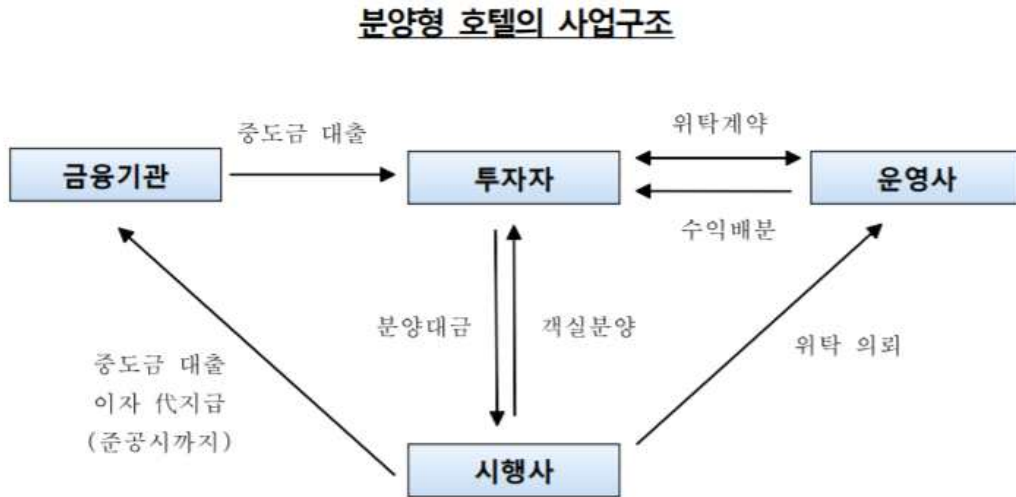 분양형 호텔의 사업구조
중도금 대출
위탁계약
금융기관
투자자
운영사
수익배분
분양대금
객실분양
위탁 의뢰
중도금 대출
이자 代지급
(준공시까지)
시행사